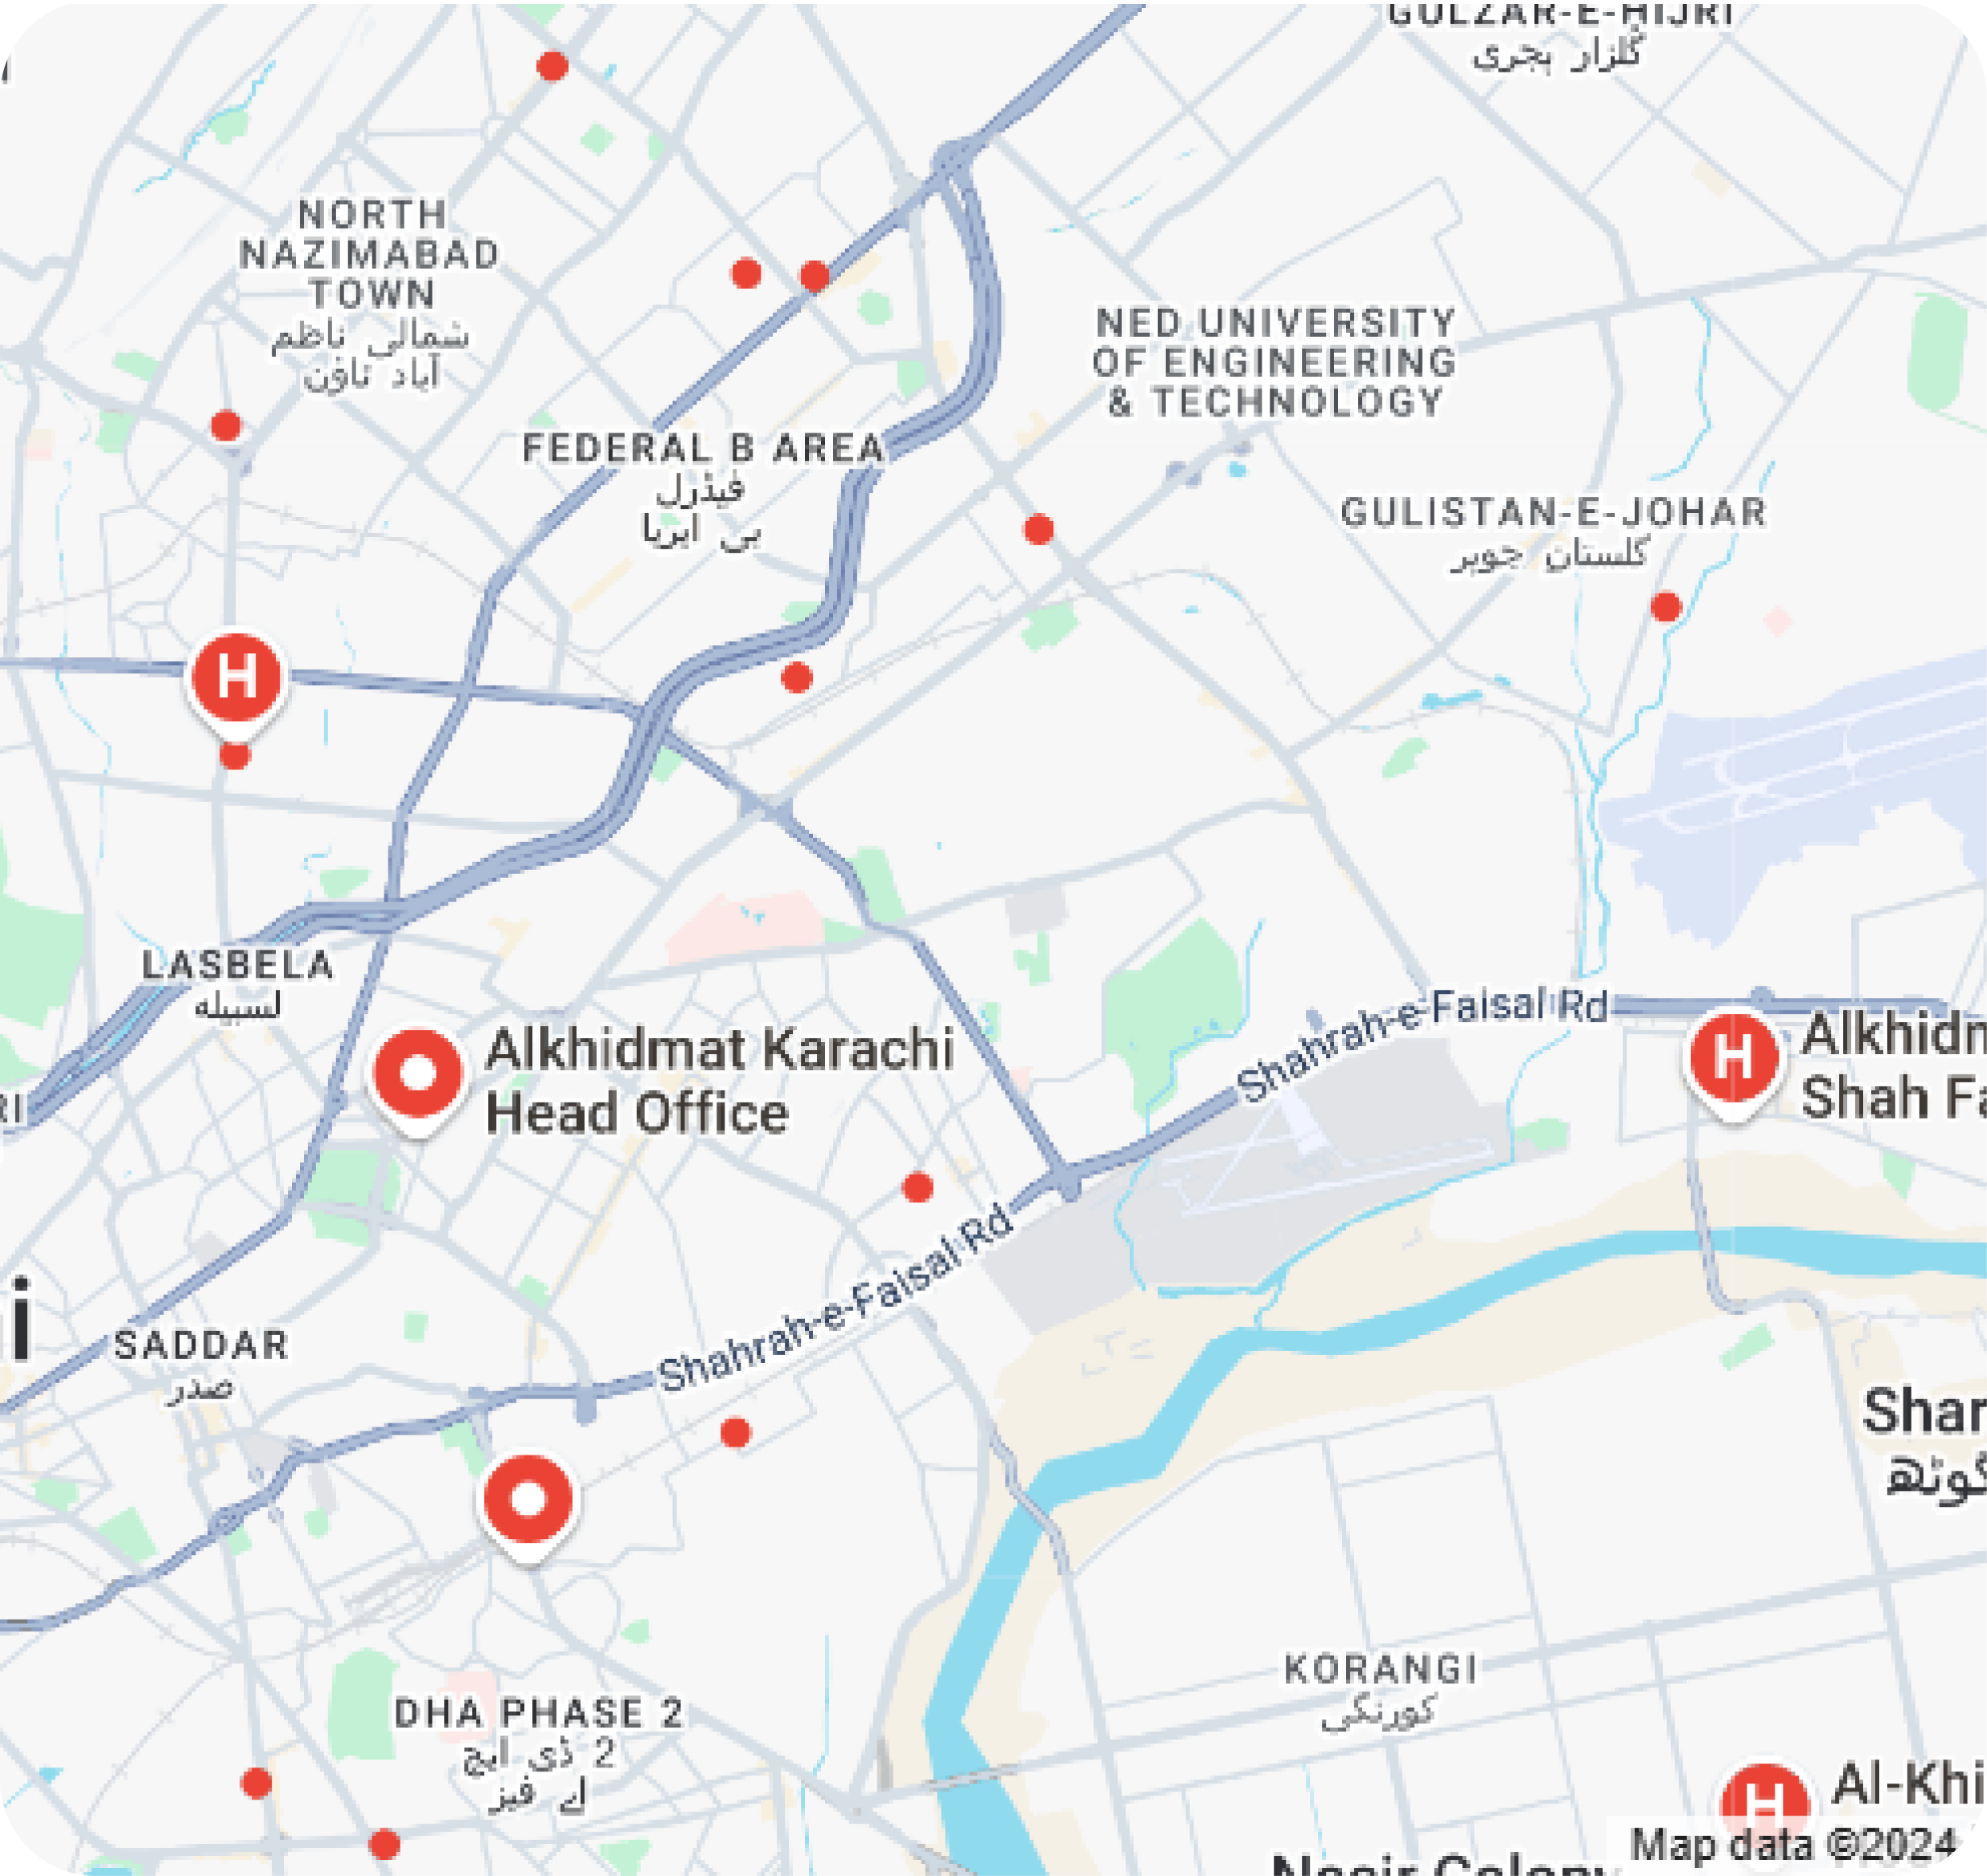 GULZAR-E-HIJRI
گلزار ہجری
NORTH
NAZIMABAD
TOWN
شمالی ناظم
آباد ٹاؤن
NED UNIVERSITY
OF ENGINEERING
& TECHNOLOGY
FEDERAL B AREA
فیڈرل
بی ایریا
GULISTAN-E-JOHAR
گلستان جوہر
H
LASBELA
لسبیله
Shahrah-e-Faisal Rd
Alkhidmat Karachi
Head Office
H
Alkhidm
Shah Fa
RI
Shahrah-e-Faisal Rd
i
SADDAR
صدر
Shar
گوٹھ
KORANGI
کورنگی
DHA PHASE 2
2 ڈی ایچ
اے فیز
H
Al-Khi
Map data ©2024
Nasir Colony